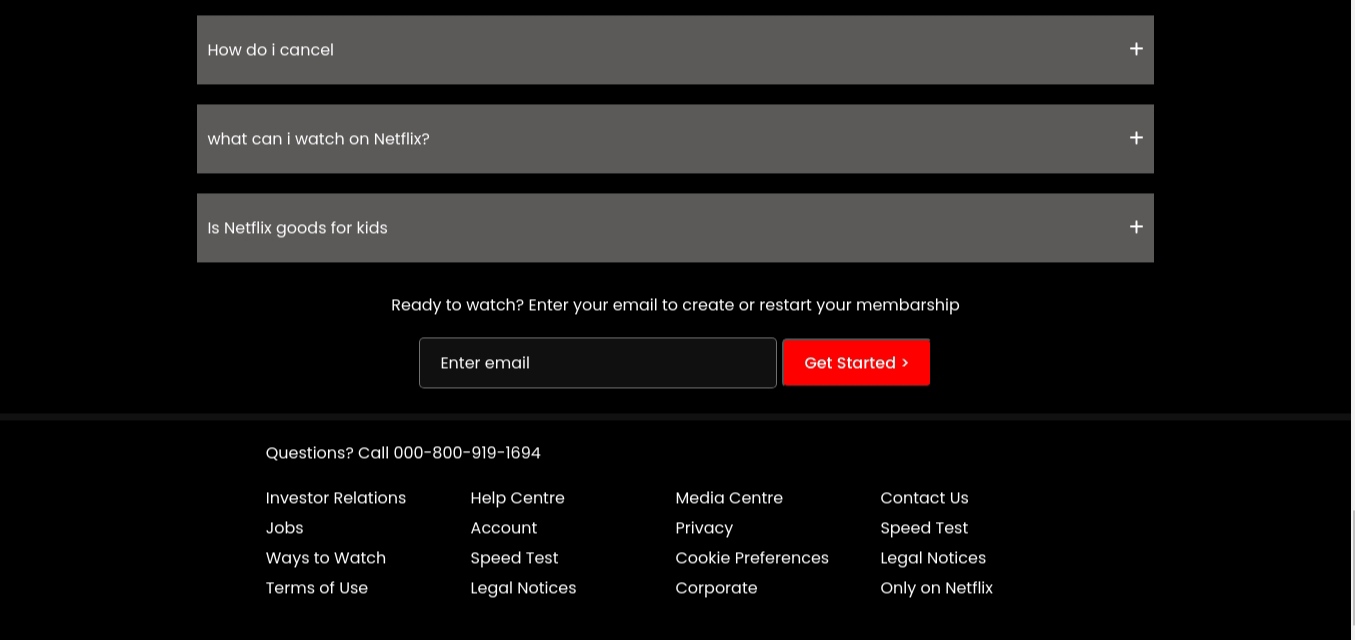 How do i cancel +
what can i watch on Netflix? +
Is Netflix goods for kids +
Ready to watch? Enter your email to create or restart your membarship
Enter email Get Started >
Questions? Call 000-800-919-1694
Investor Relations Help Centre Media Centre Contact Us
Jobs Account Privacy Speed Test
Ways to Watch Speed Test Cookie Preferences Legal Notices
Terms of Use Legal Notices Corporate Only on Netflix